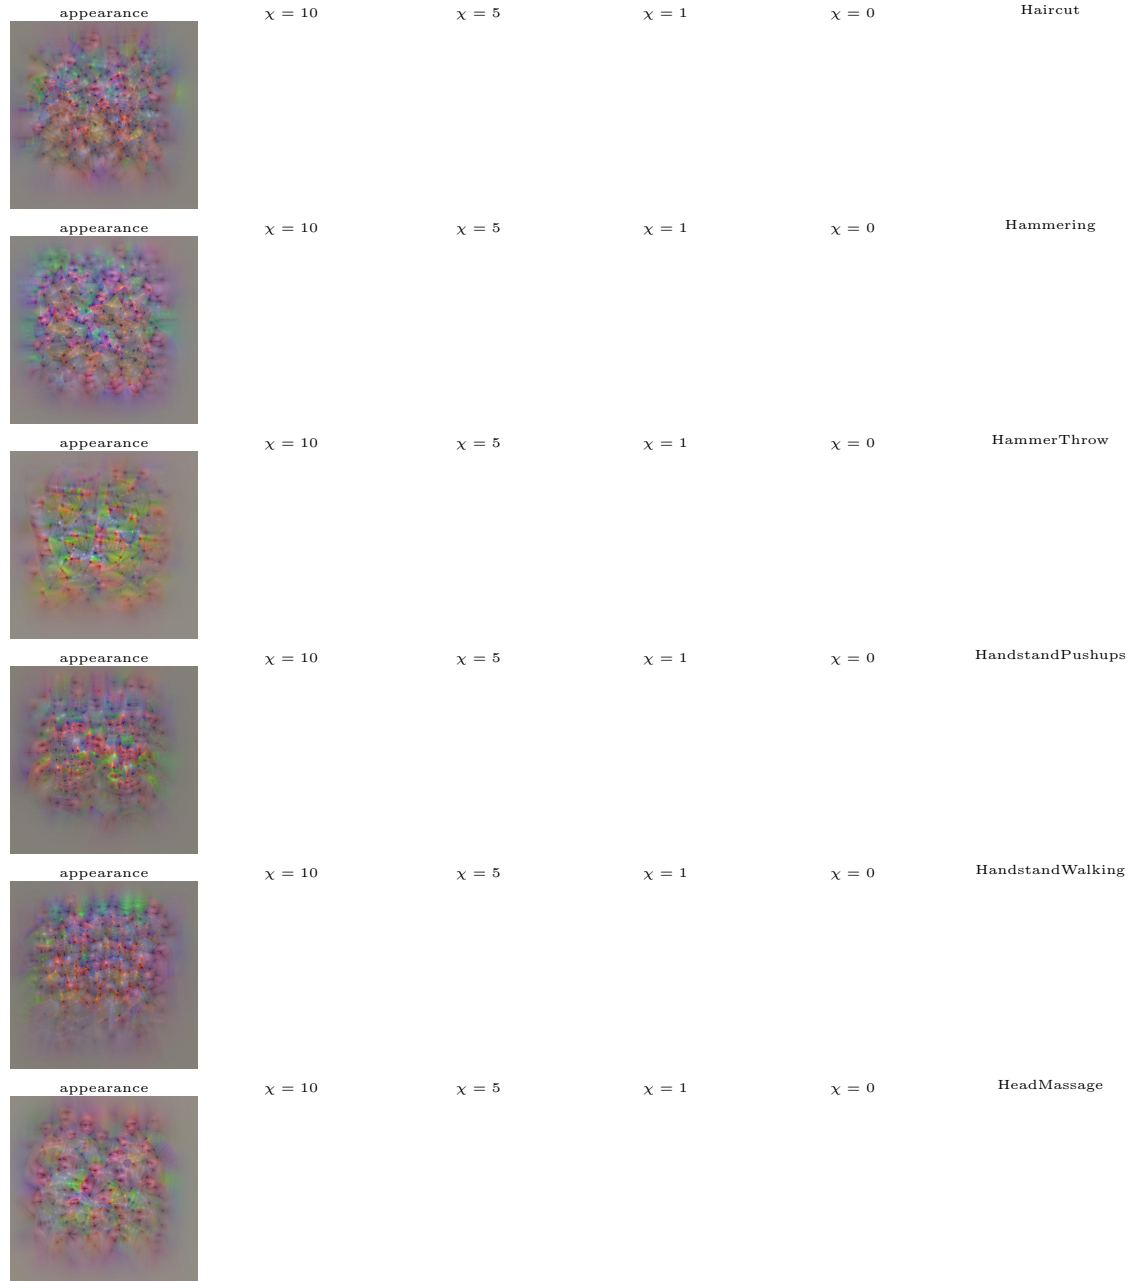 appearance χ = 10 χ = 5 χ = 1 χ = 0 Haircut
appearance χ = 10 χ = 5 χ = 1 χ = 0 Hammering
appearance χ = 10 χ = 5 χ = 1 χ = 0 HammerThrow
appearance χ = 10 χ = 5 χ = 1 χ = 0 HandstandPushups
appearance χ = 10 χ = 5 χ = 1 χ = 0 HandstandWalking
appearance χ = 10 χ = 5 χ = 1 χ = 0 HeadMassage